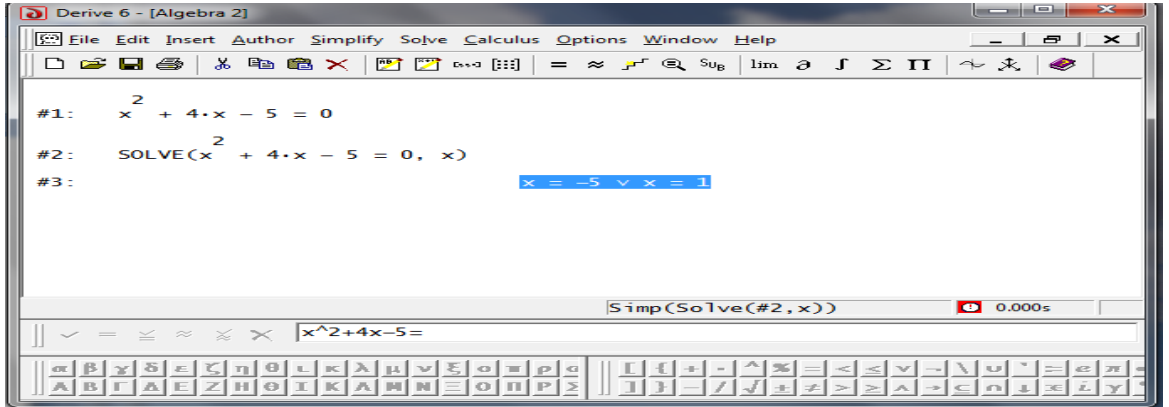 Derive 6 - [Algebra 2]
File Edit Insert Author Simplify Solve Calculus Options Window Help
= ≈ SUB lim ∂ ∫ Σ Π
#1: x^2 + 4·x − 5 = 0
#2: SOLVE(x^2 + 4·x − 5 = 0, x)
#3: x = −5 ∨ x = 1
Simp(Solve(#2,x)) 0.000s
x^2+4x−5=
α β γ δ ε ζ η θ ι κ λ μ ν ξ ο π ρ σ [ { + - ^ % = < ≤ ∨ ¬ \ ∪ ` = e π
Α Β Γ Δ Ε Ζ Η Θ Ι Κ Λ Μ Ν Ξ Ο Π Ρ Σ ] } − / √ ± ≠ > ≥ ∧ → ⊂ ∩ ↓ î γ